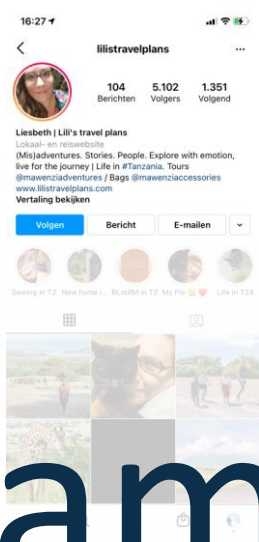 16:27
lilistravelplans
104 5.102 1.351
Berichten Volgers Volgend
Liesbeth | Lili's travel plans
Lokaal- en reiswebsite
(Mis)adventures. Stories. People. Explore with emotion,
live for the journey | Life in #Tanzania. Tours
@mawenziadventures / Bags @mawenziaccessories
www.lilistravelplans.com
Vertaling bekijken
Volgen Bericht E-mailen
Sewing in TZ New home i... BLxtIIM in TZ My Flo Life in TZ4
am